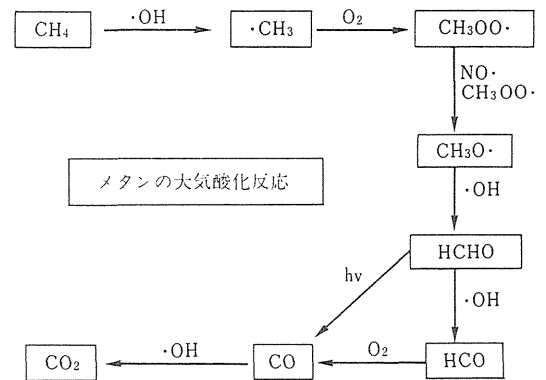 CH4 ·OH ·CH3 O2 CH3OO·
NO·
CH3OO·
CH3O·
メタンの大気酸化反応
·OH
HCHO
hν
·OH
CO2 ·OH CO O2 HCO